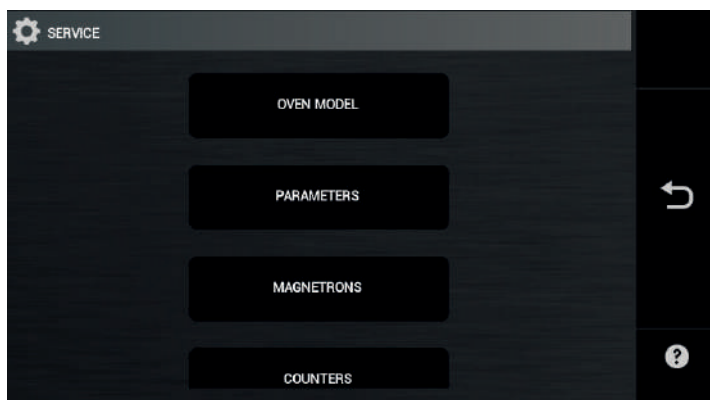 SERVICE
OVEN MODEL
PARAMETERS
MAGNETRONS
COUNTERS
?